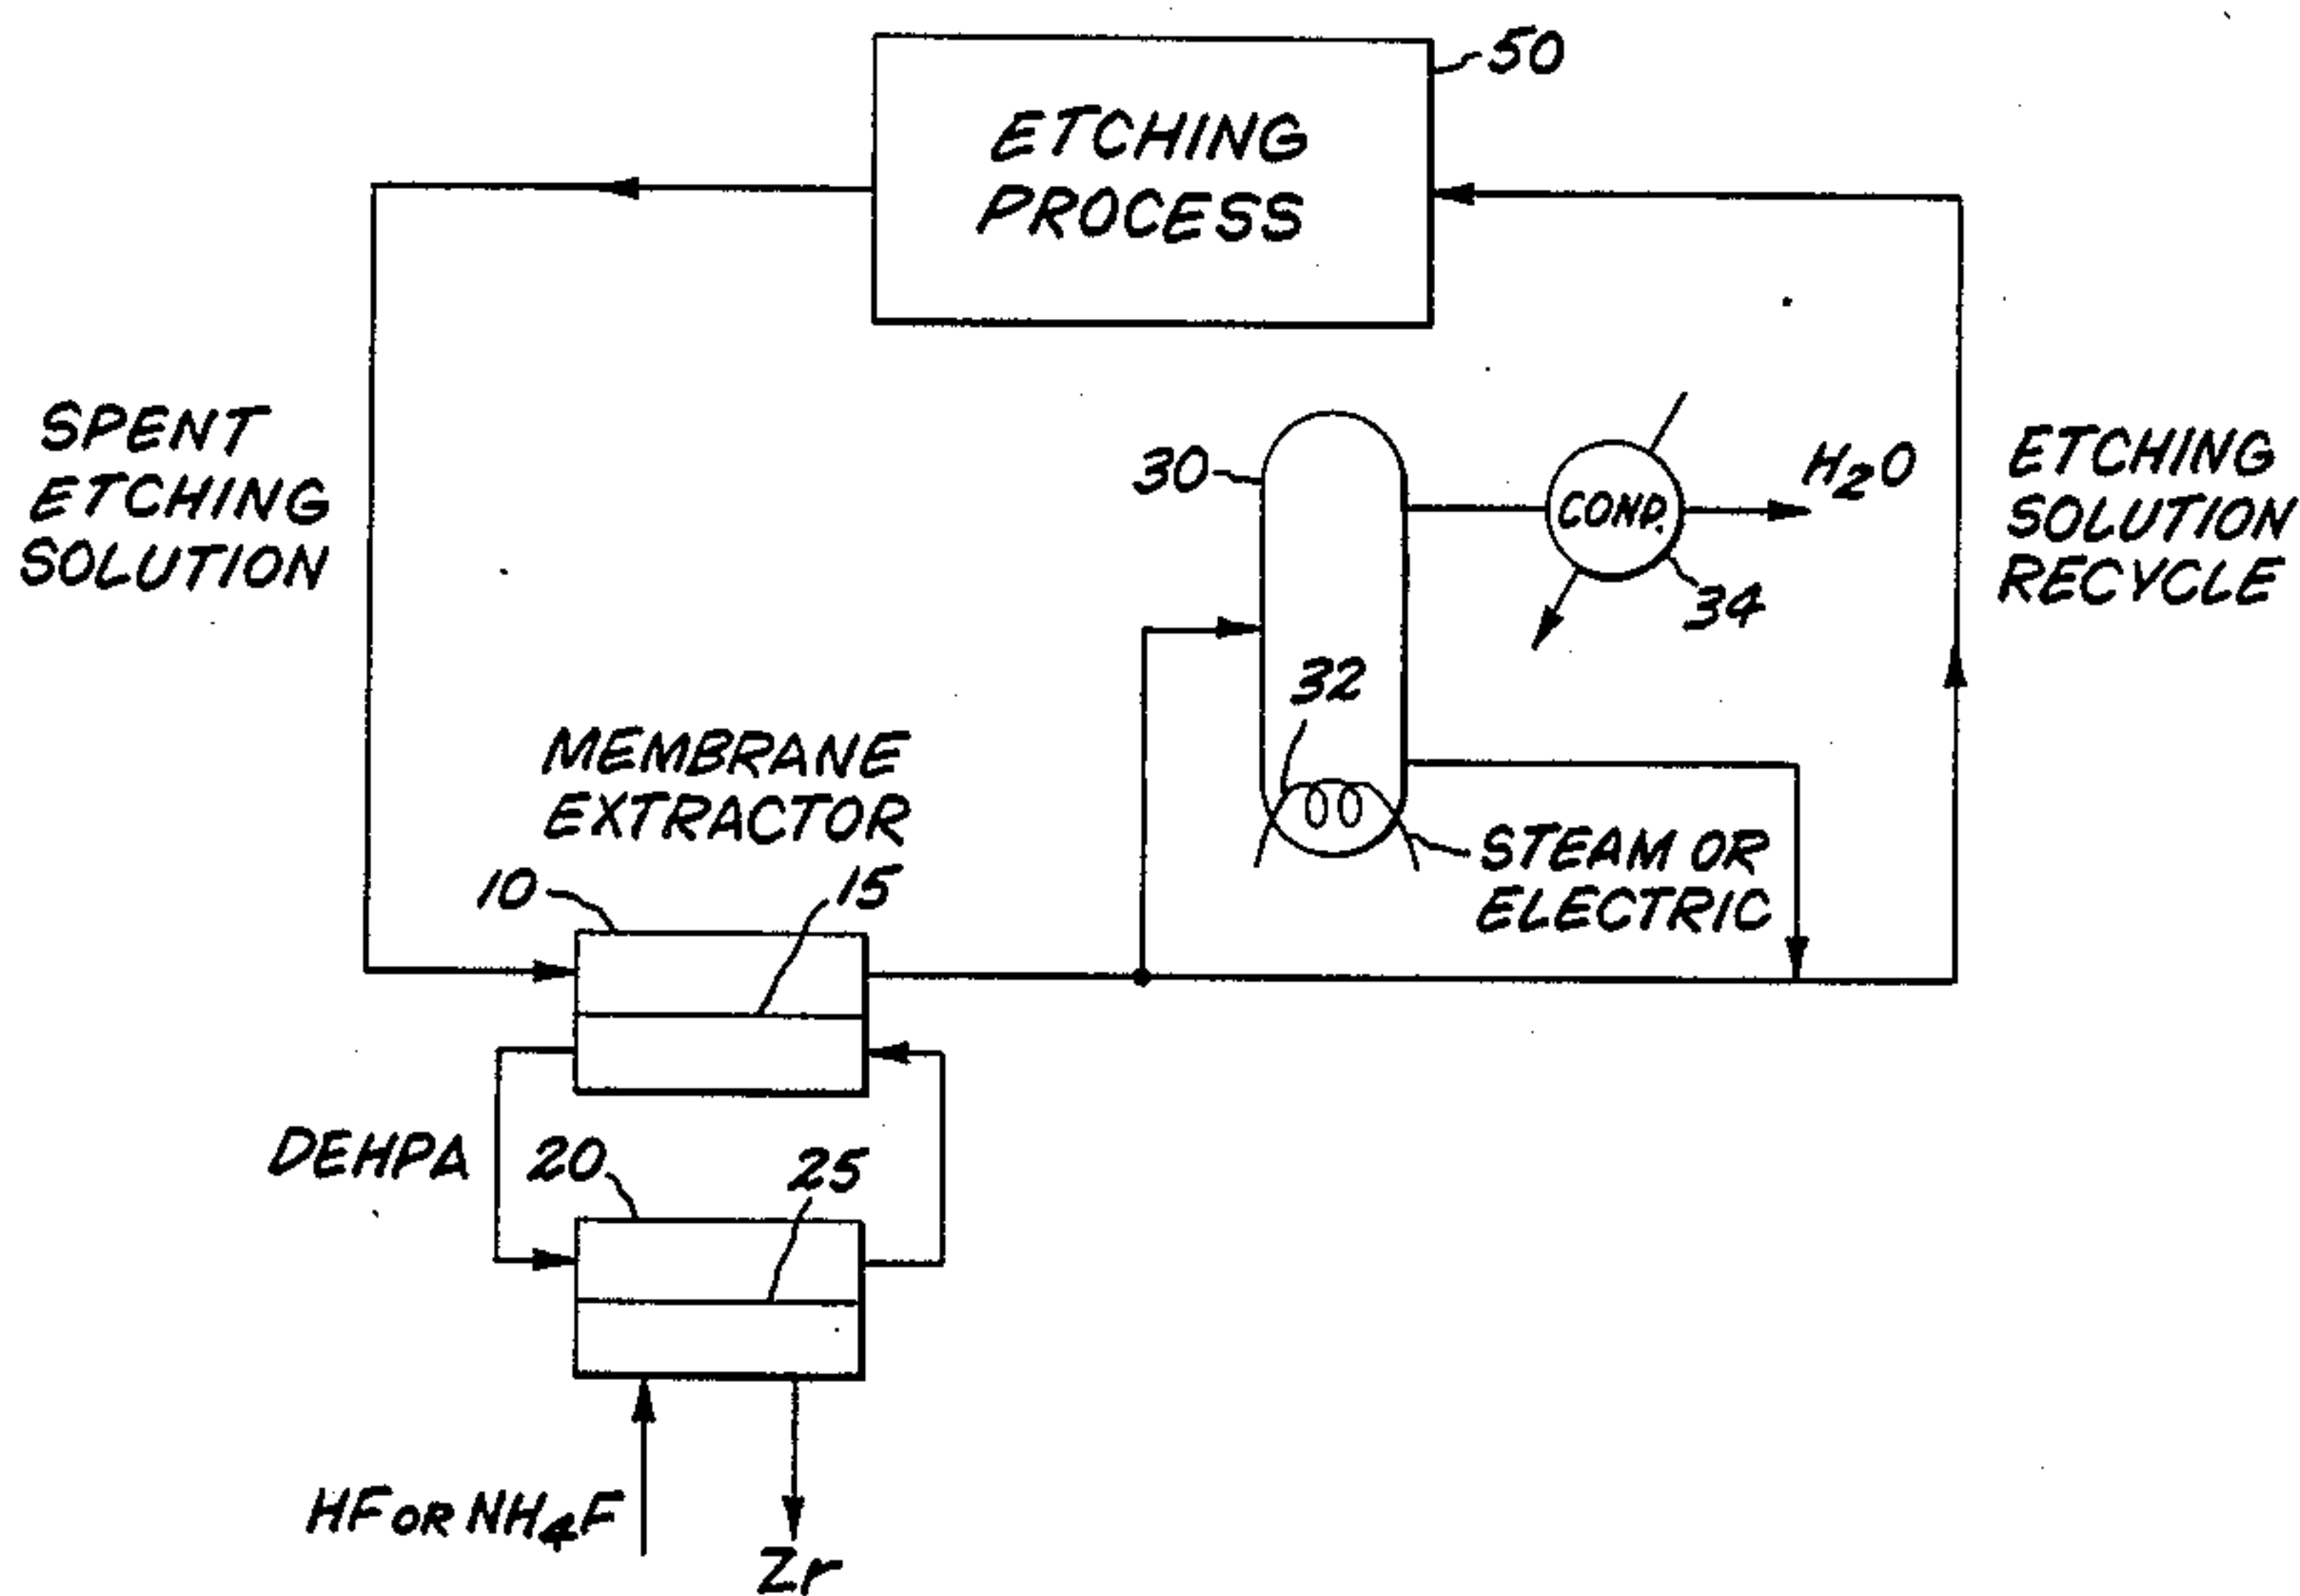 50
ETCHING
PROCESS
SPENT
ETCHING
SOLUTION
30
COND.
H2O
34
ETCHING
SOLUTION
RECYCLE
32
MEMBRANE
EXTRACTOR
STEAM OR
ELECTRIC
10
15
DEHPA
20
25
HF OR NH4F
Zr